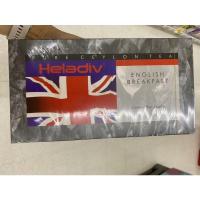 PURE CEYLON TEA
Heladiv
ENGLISH
BREAKFAST